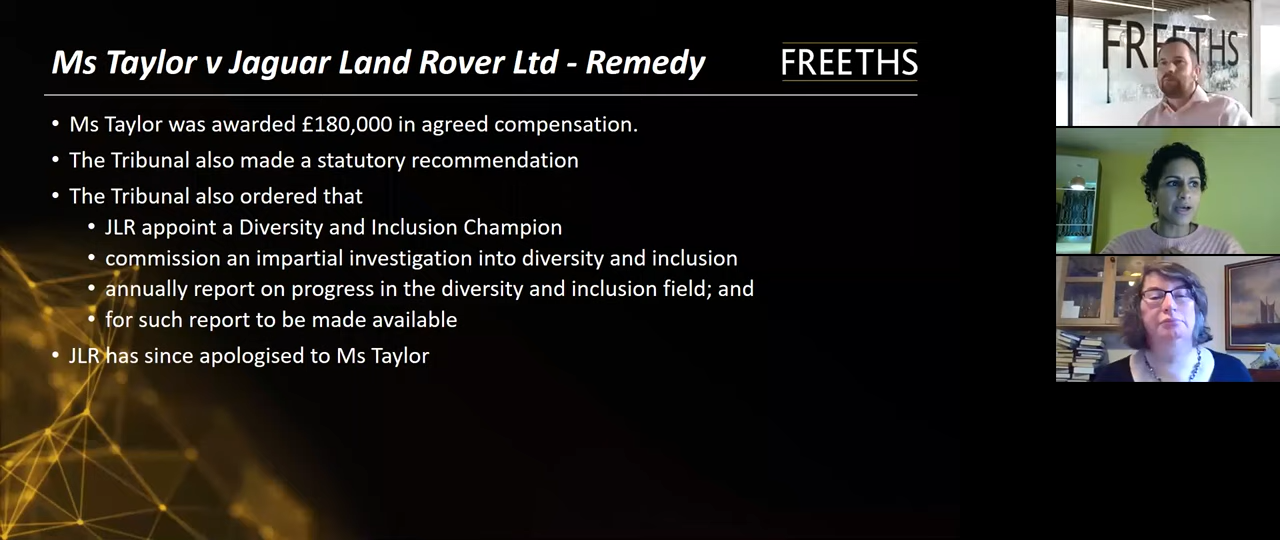 Ms Taylor v Jaguar Land Rover Ltd - Remedy
FREETHS
• Ms Taylor was awarded £180,000 in agreed compensation.
• The Tribunal also made a statutory recommendation
• The Tribunal also ordered that
• JLR appoint a Diversity and Inclusion Champion
• commission an impartial investigation into diversity and inclusion
• annually report on progress in the diversity and inclusion field; and
• for such report to be made available
• JLR has since apologised to Ms Taylor
FREETHS